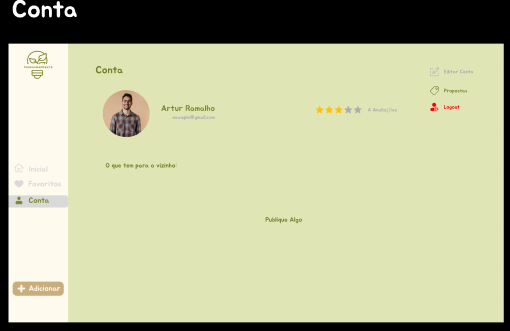 Conta
Conta
Editar Conta
Propostas
Logout
Artur Ramalho
4 Avaliações
O que tem para o vizinho:
Inicial
Favoritos
Conta
Publique Algo
Adicionar